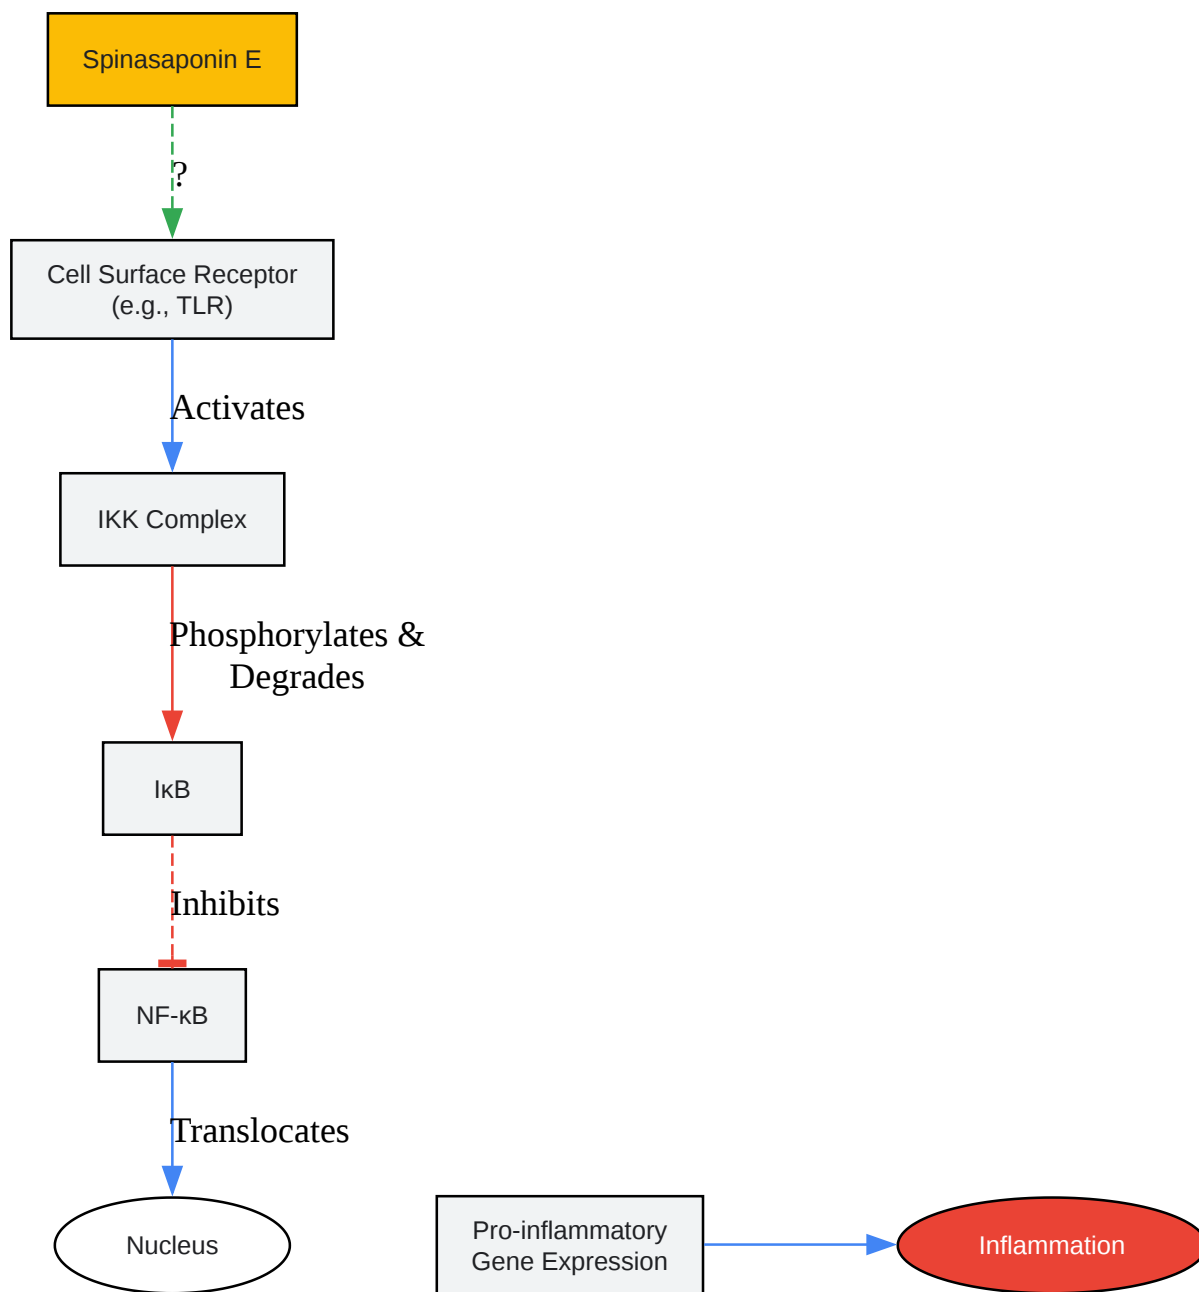 Spinasaponin E
?
Cell Surface Receptor
(e.g., TLR)
Activates
IKK Complex
Phosphorylates &
Degrades
IκB
Inhibits
NF-κB
Translocates
Nucleus
Pro-inflammatory
Gene Expression
Inflammation